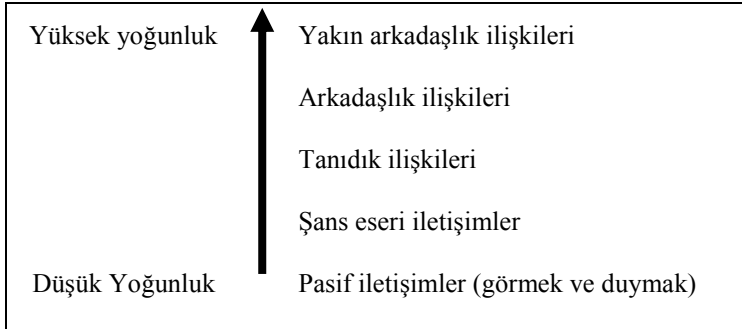 Yüksek yoğunluk Yakın arkadaşlık ilişkileri
Arkadaşlık ilişkileri
Tanıdık ilişkileri
Şans eseri iletişimler
Düşük Yoğunluk Pasif iletişimler (görmek ve duymak)